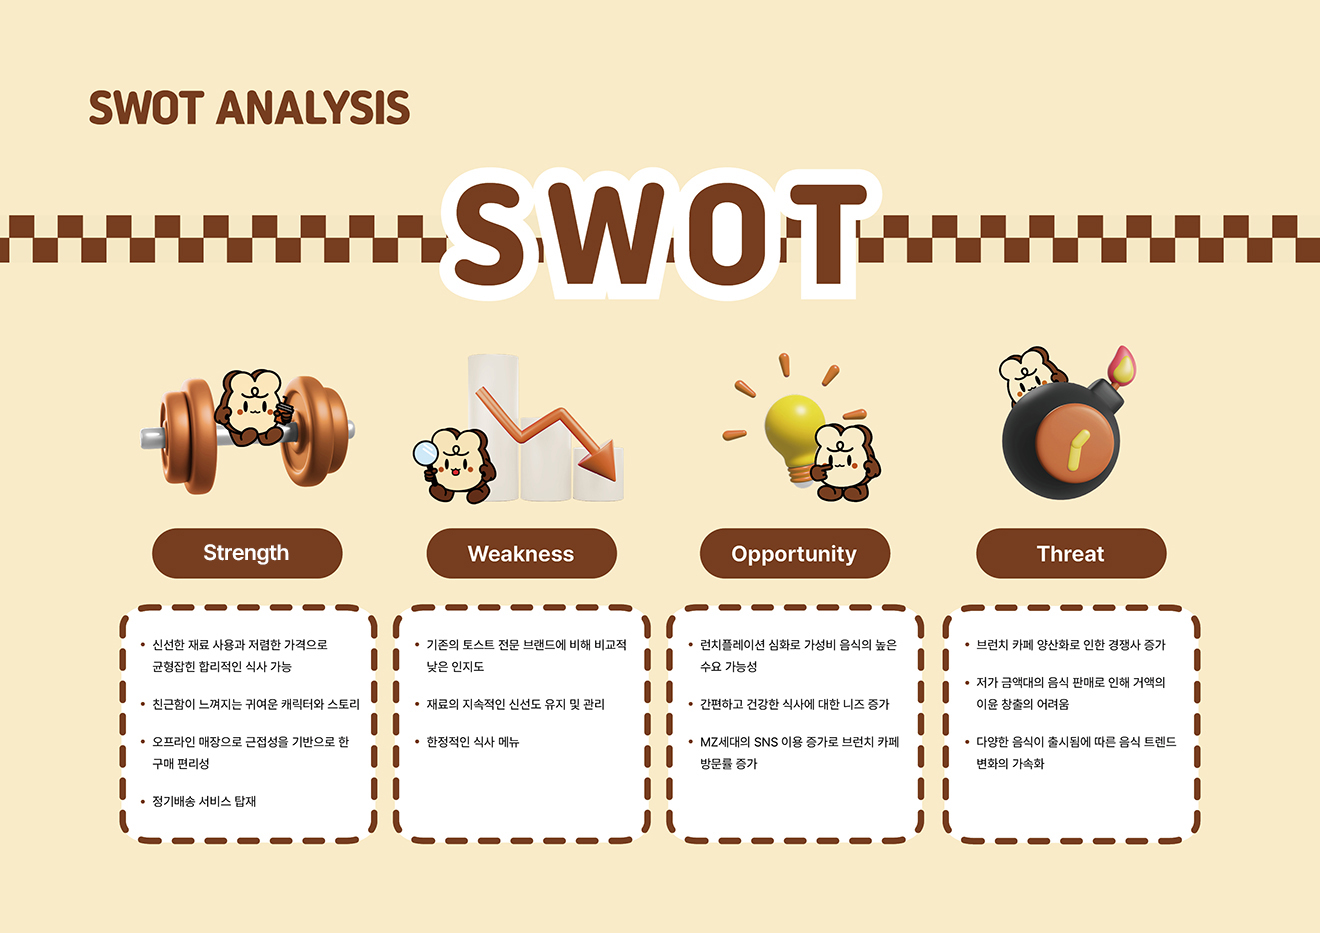 SWOT ANALYSIS
SWOT
Strength
신선한 재료 사용과 저렴한 가격으로
균형잡힌 합리적인 식사 가능
친근함이 느껴지는 귀여운 캐릭터와 스토리
오프라인 매장으로 근접성을 기반으로 한
구매 편리성
정기배송 서비스 탑재
Weakness
기존의 토스트 전문 브랜드에 비해 비교적
낮은 인지도
재료의 지속적인 신선도 유지 및 관리
한정적인 식사 메뉴
Opportunity
런치플레이션 심화로 가성비 음식의 높은
수요 가능성
간편하고 건강한 식사에 대한 니즈 증가
MZ세대의 SNS 이용 증가로 브런치 카페
방문률 증가
Threat
브런치 카페 양산화로 인한 경쟁사 증가
저가 금액대의 음식 판매로 인해 거액의
이윤 창출의 어려움
다양한 음식이 출시됨에 따른 음식 트렌드
변화의 가속화